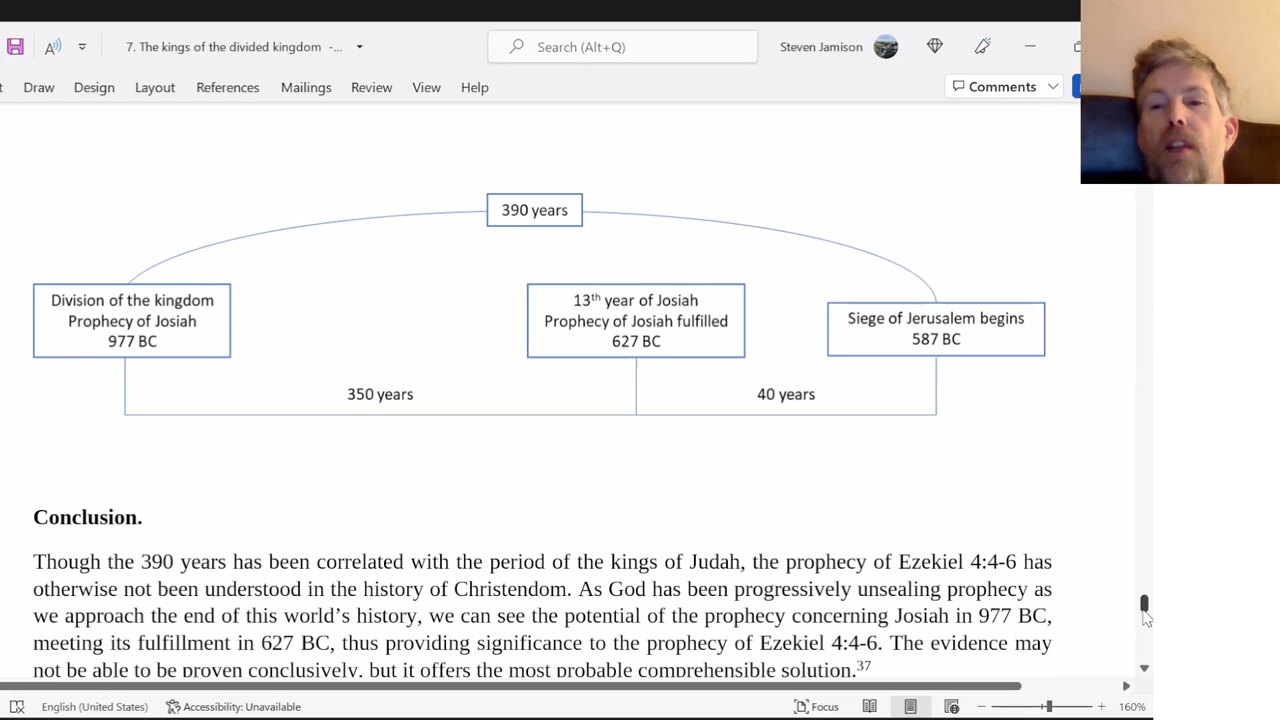 7. The kings of the divided kingdom -...
Search (Alt+Q)
Steven Jamison
Draw
Design
Layout
References
Mailings
Review
View
Help
Comments
390 years
Division of the kingdom
Prophecy of Josiah
977 BC
13th year of Josiah
Prophecy of Josiah fulfilled
627 BC
Siege of Jerusalem begins
587 BC
350 years
40 years
Conclusion.
Though the 390 years has been correlated with the period of the kings of Judah, the prophecy of Ezekiel 4:4-6 has
otherwise not been understood in the history of Christendom. As God has been progressively unsealing prophecy as
we approach the end of this world's history, we can see the potential of the prophecy concerning Josiah in 977 BC,
meeting its fulfillment in 627 BC, thus providing significance to the prophecy of Ezekiel 4:4-6. The evidence may
not be able to be proven conclusively, but it offers the most probable comprehensible solution.37
English (United States)
Accessibility: Unavailable
Focus
160%